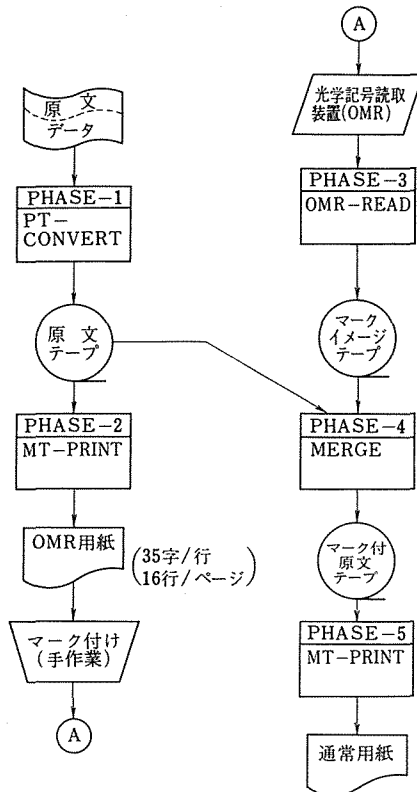 原文
データ
PHASE-1
PT-
CONVERT
原文
テープ
PHASE-2
MT-PRINT
OMR用紙
(35字/行
16行/ページ)
マーク付け
(手作業)
A
A
光学記号読取
装置(OMR)
PHASE-3
OMR-READ
マーク
イメージ
テープ
PHASE-4
MERGE
マーク付
原文
テープ
PHASE-5
MT-PRINT
通常用紙